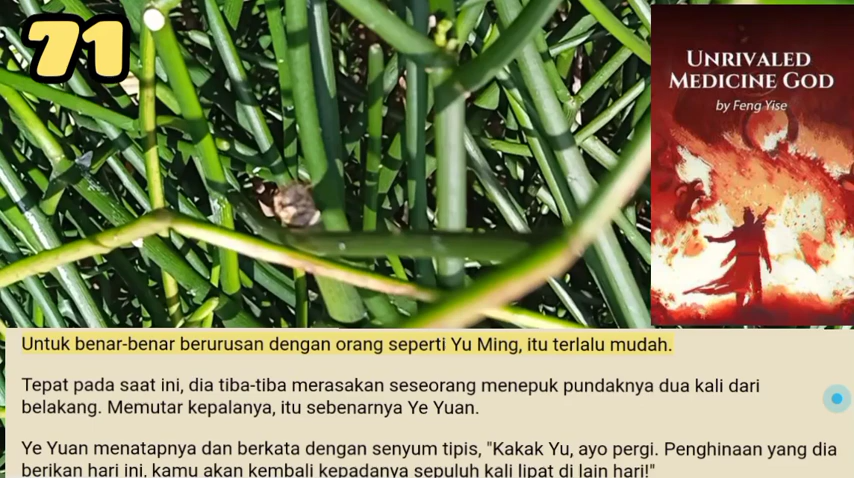 71
UNRIVALED
MEDICINE GOD
by Feng Yise
Untuk benar-benar berurusan dengan orang seperti Yu Ming, itu terlalu mudah.
Tepat pada saat ini, dia tiba-tiba merasakan seseorang menepuk pundaknya dua kali dari
belakang. Memutar kepalanya, itu sebenarnya Ye Yuan.
Ye Yuan menatapnya dan berkata dengan senyum tipis, "Kakak Yu, ayo pergi. Penghinaan yang dia
berikan hari ini, kamu akan kembali kepadanya sepuluh kali lipat di lain hari!"